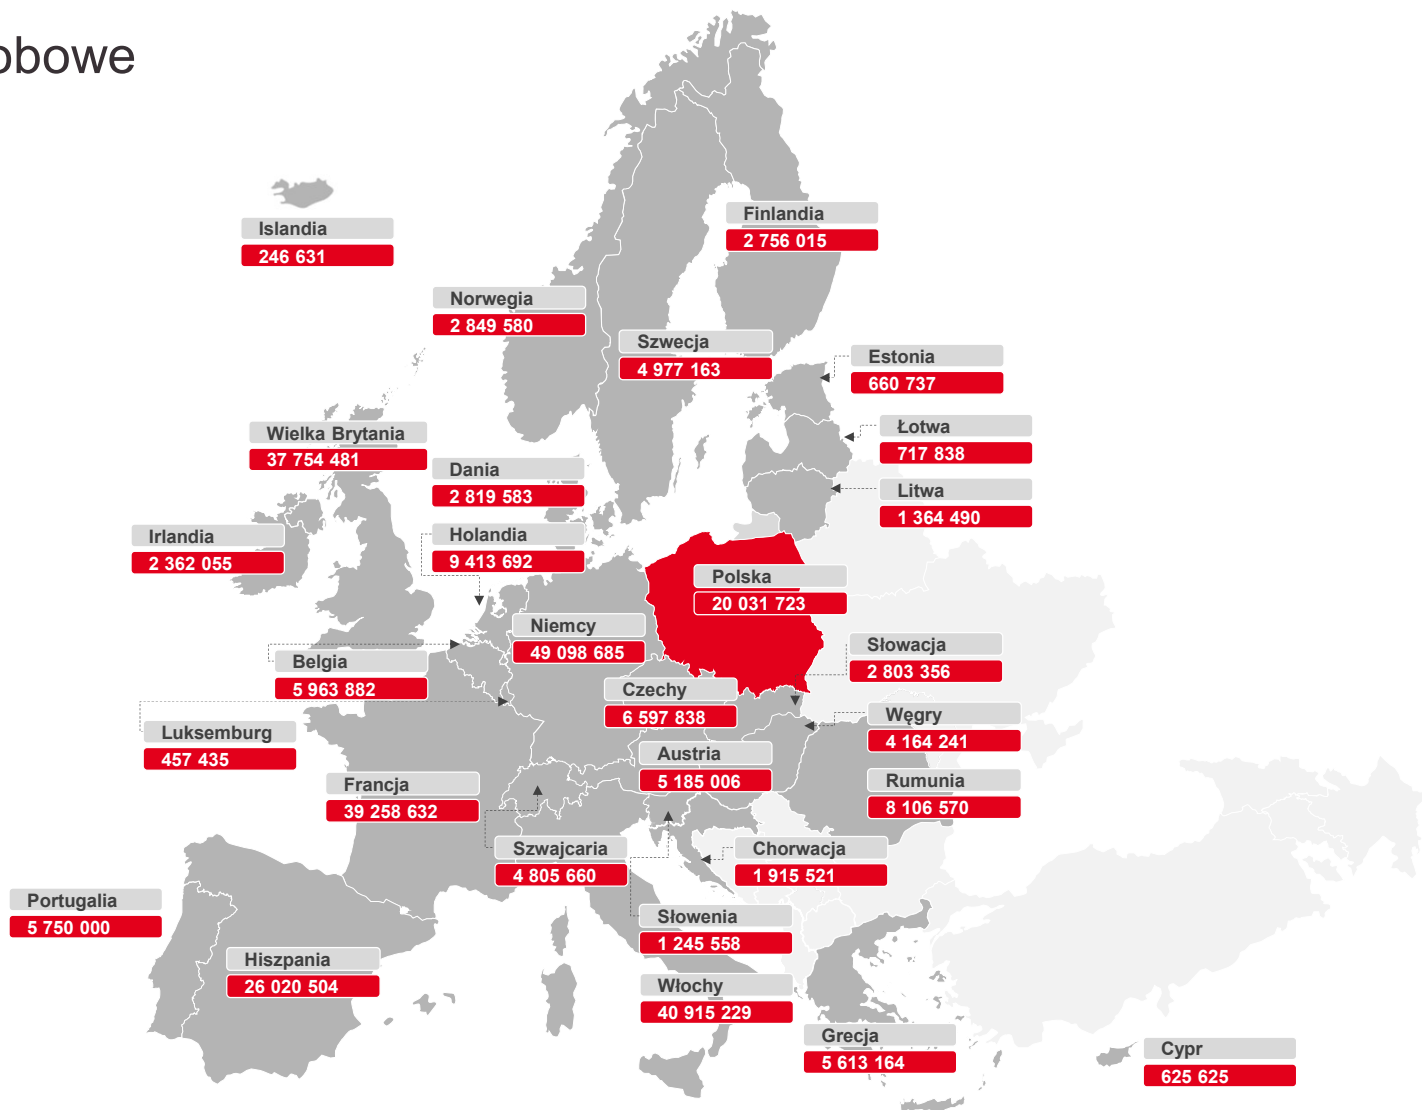 obowe
Islandia
246 631
Finlandia
2 756 015
Norwegia
2 849 580
Szwecja
4 977 163
Estonia
660 737
Wielka Brytania
37 754 481
Łotwa
717 838
Dania
2 819 583
Litwa
1 364 490
Irlandia
2 362 055
Holandia
9 413 692
Polska
20 031 723
Niemcy
49 098 685
Belgia
5 963 882
Słowacja
2 803 356
Czechy
6 597 838
Węgry
4 164 241
Luksemburg
457 435
Austria
5 185 006
Francja
39 258 632
Rumunia
8 106 570
Szwajcaria
4 805 660
Chorwacja
1 915 521
Portugalia
5 750 000
Słowenia
1 245 558
Hiszpania
26 020 504
Włochy
40 915 229
Grecja
5 613 164
Cypr
625 625